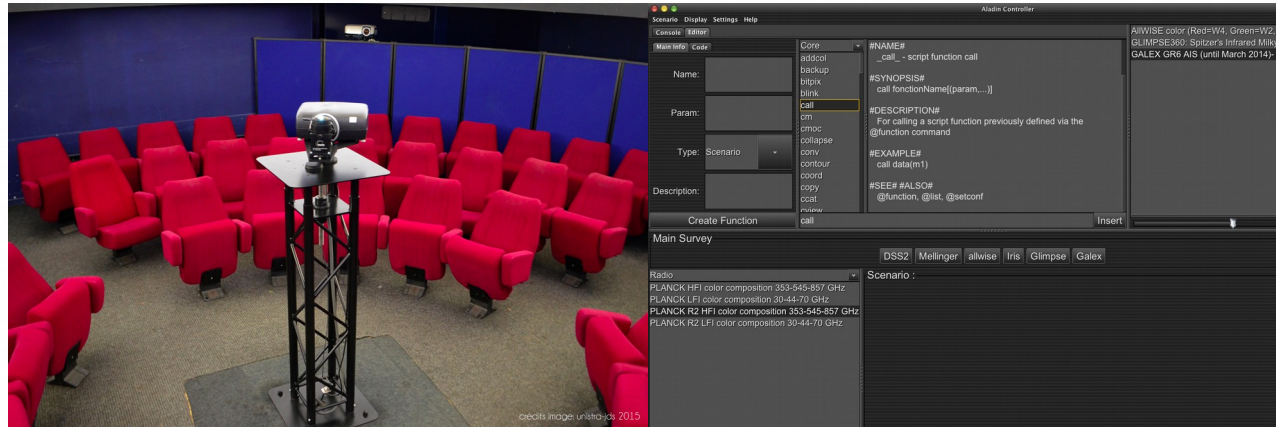 credits image: unistra-jds 2015
Aladin Controller
Scenario Display Settings Help
Console Editor
Main Info Code
Name:
Param:
Type: Scenario
Description:
Create Function
Core
addcol
backup
bitpix
blink
call
cm
cmoc
collapse
conv
contour
coord
copy
ccat
cview
call
Insert
#NAME#
_call_ - script function call
#SYNOPSIS#
call fonctionName[(param,...)]
#DESCRIPTION#
For calling a script function previously defined via the
@function command
#EXAMPLE#
call data(m1)
#SEE# #ALSO#
@function, @list, @setconf
AllWISE color (Red=W4, Green=W2,
GLIMPSE360: Spitzer's Infrared Milky
GALEX GR6 AIS (until March 2014)-
Main Survey
DSS2 Mellinger allwise Iris Glimpse Galex
Radio
PLANCK HFI color composition 353-545-857 GHz
PLANCK LFI color composition 30-44-70 GHz
PLANCK R2 HFI color composition 353-545-857 GHz
PLANCK R2 LFI color composition 30-44-70 GHz
Scenario :